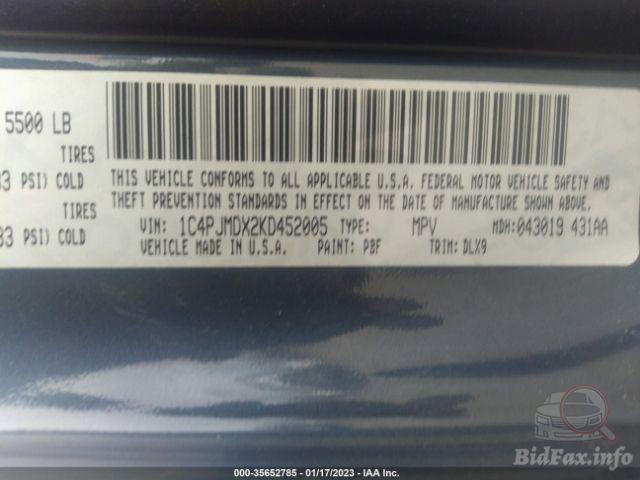 5500 LB
TIRES
33 PSI) COLD
TIRES
33 PSI) COLD
THIS VEHICLE CONFORMS TO ALL APPLICABLE U.S.A. FEDERAL MOTOR VEHICLE SAFETY AND
THEFT PREVENTION STANDARDS IN EFFECT ON THE DATE OF MANUFACTURE SHOWN ABOVE.
VIN: 1C4PJMDX2KD452005 TYPE: MPV MDH:043019 431AA
VEHICLE MADE IN U.S.A. PAINT: PBF TRIM: DLX9
BidFax.info
000-35652785 - 01/17/2023 - IAA Inc.